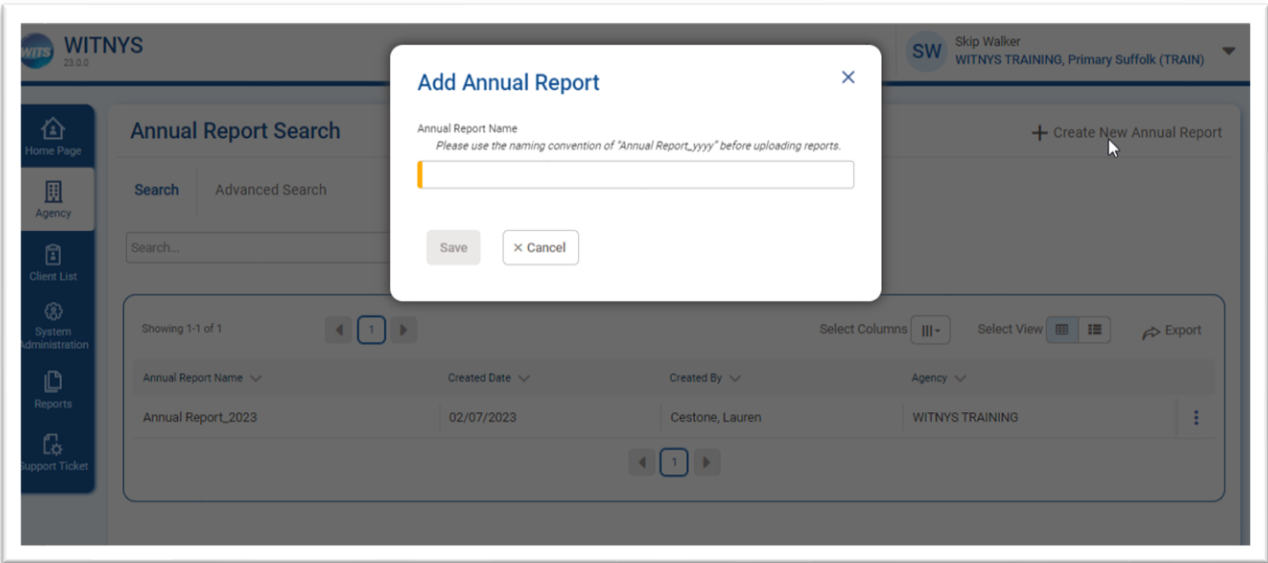 WITS
WITNYS
23.0.0
SW
Skip Walker
WITNYS TRAINING, Primary Suffolk (TRAIN)
Home Page
Agency
Client List
System
Administration
Reports
Support Ticket
Annual Report Search
+ Create New Annual Report
Search
Advanced Search
Search...
Add Annual Report
Annual Report Name
Please use the naming convention of "Annual Report_yyyy" before uploading reports.
Save
× Cancel
Showing 1-1 of 1
1
Select Columns
Select View
Export
Annual Report Name
Created Date
Created By
Agency
Annual Report_2023
02/07/2023
Cestone, Lauren
WITNYS TRAINING
1